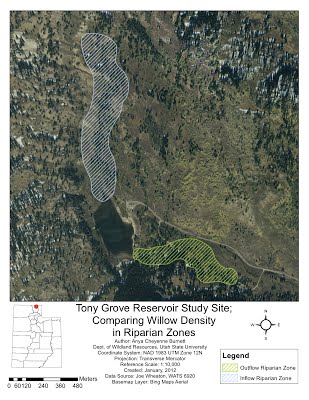 Tony Grove Reservoir Study Site;
Comparing Willow Density
in Riparian Zones
Author: Anya Cheyenne Burnett
Dept. of Wildland Resources, Utah State University
Coordinate System: NAD 1983 UTM Zone 12N
Projection: Transverse Mercator
Reference Scale: 1:10,000
Created: January, 2012
Data Source: Joe Wheaton, WATS 6920
Basemap Layer: Bing Maps Aerial
N
W E
S
Legend
Outflow Riparian Zone
Inflow Riparian Zone
Meters
0 60 120 240 360 480